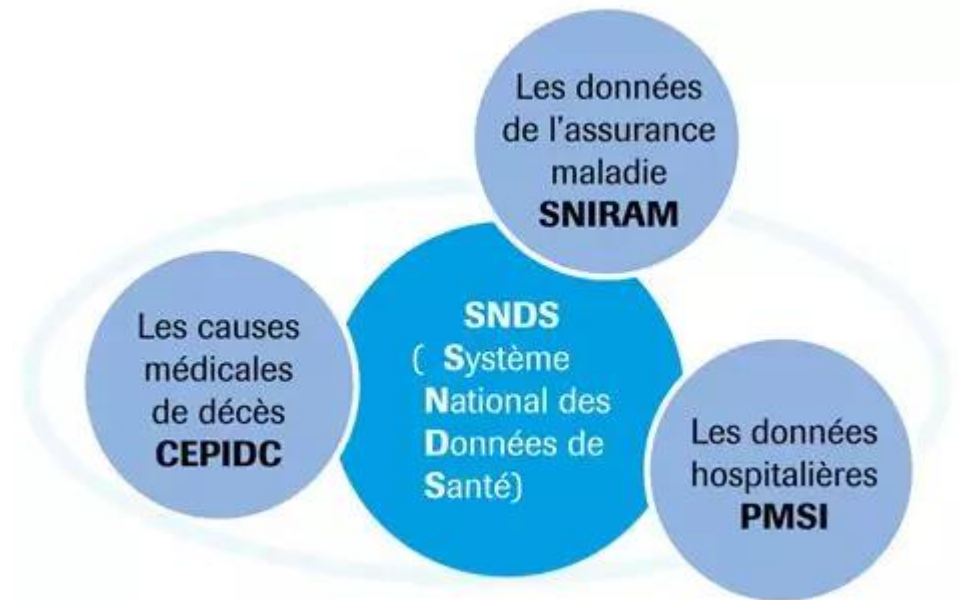 Les données
de l'assurance
maladie
SNIRAM
Les causes
médicales
de décès
CEPIDC
SNDS
( Système
National des
Données de
Santé)
Les données
hospitalières
PMSI